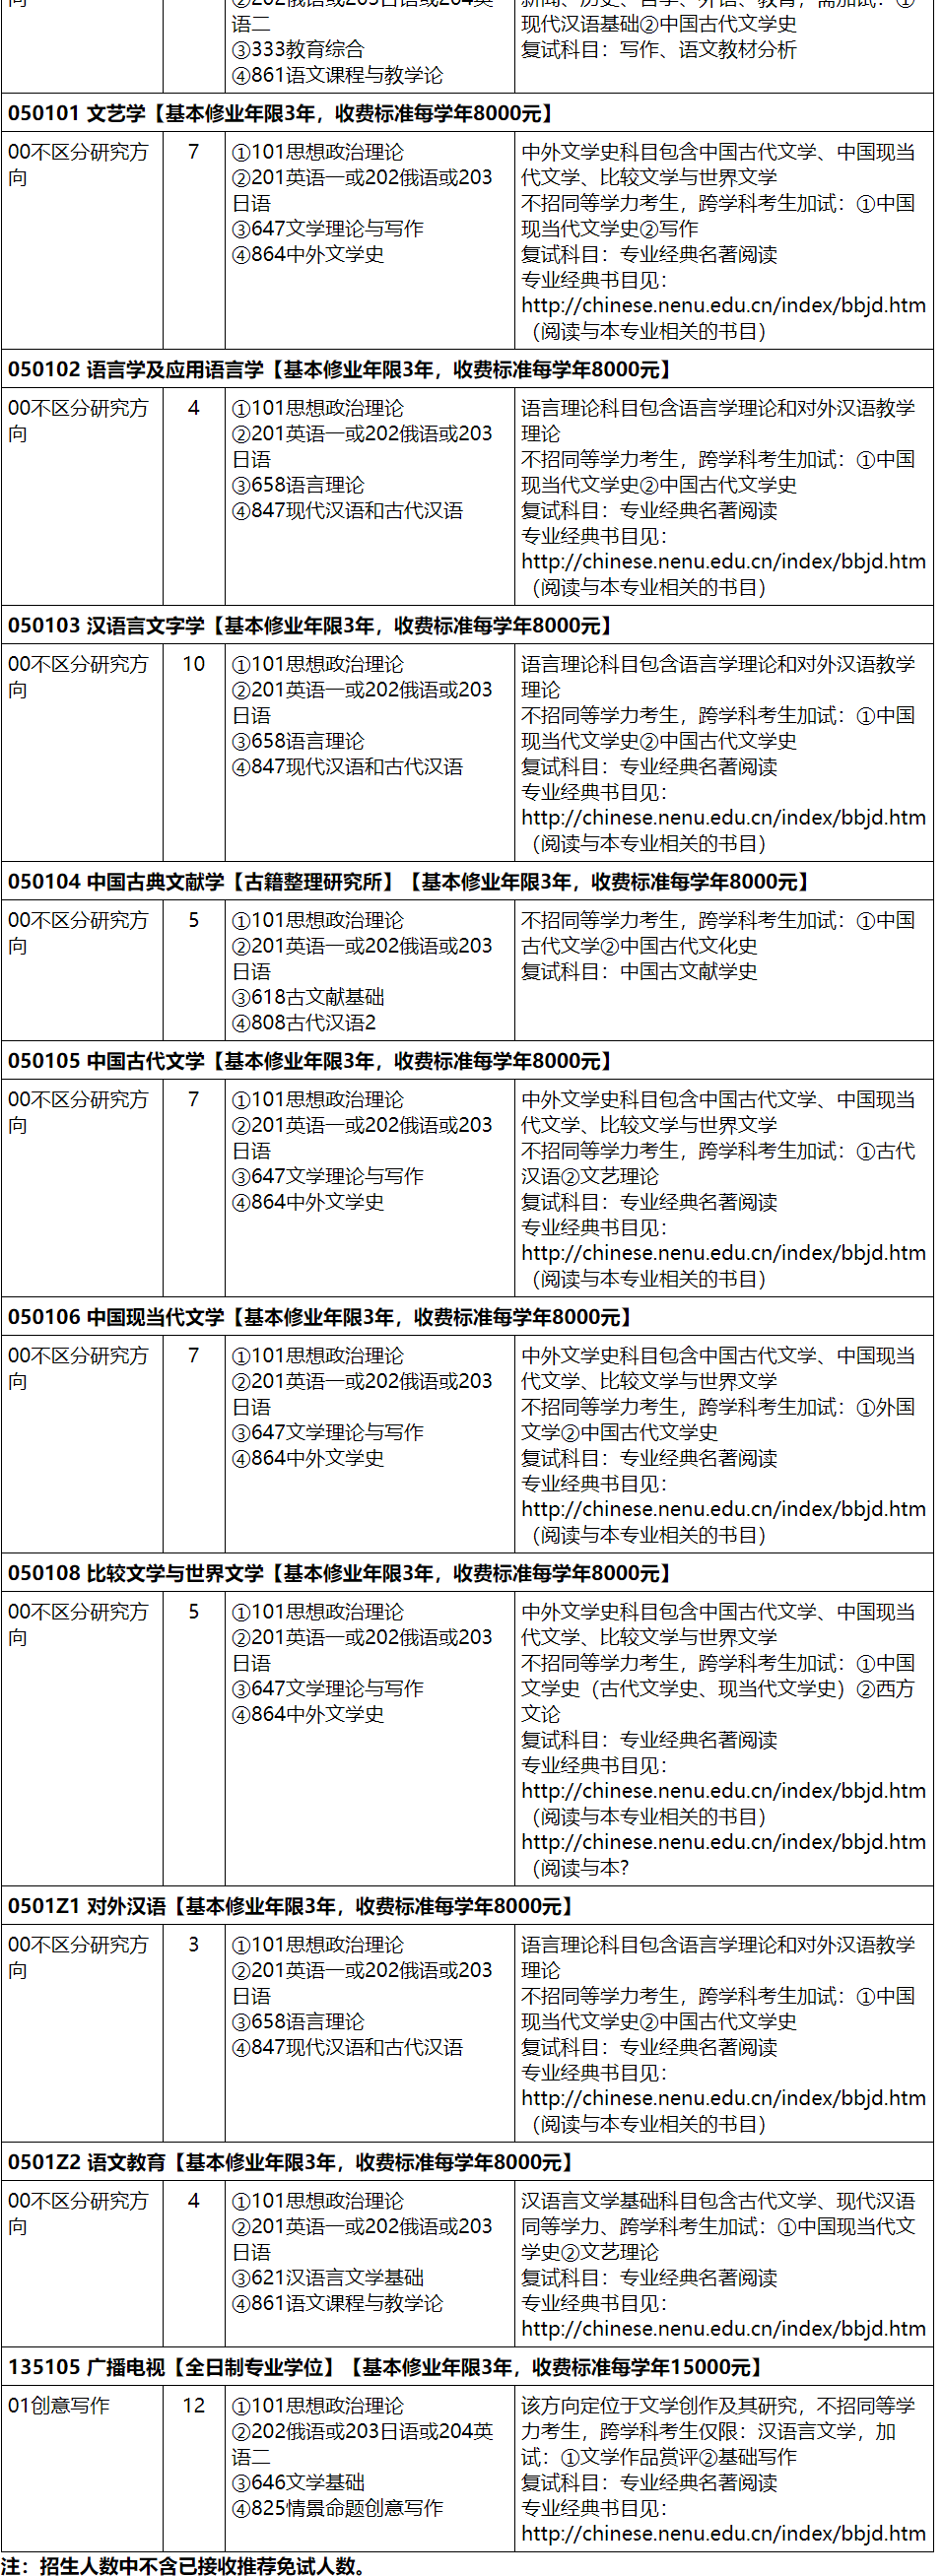 向
②202俄语或203日语或204英
语二
③333教育综合
④861语文课程与教学论
新闻、历史、哲学、外语、教育，需加试：①
现代汉语基础②中国古代文学史
复试科目：写作、语文教材分析
050101 文艺学【基本修业年限3年，收费标准每学年8000元】
00不区分研究方
向
7
①101思想政治理论
②201英语一或202俄语或203
日语
③647文学理论与写作
④864中外文学史
中外文学史科目包含中国古代文学、中国现当
代文学、比较文学与世界文学
不招同等学力考生，跨学科考生加试：①中国
现当代文学史②写作
复试科目：专业经典名著阅读
专业经典书目见：
http://chinese.nenu.edu.cn/index/bbjd.htm
（阅读与本专业相关的书目）
050102 语言学及应用语言学【基本修业年限3年，收费标准每学年8000元】
00不区分研究方
向
4
①101思想政治理论
②201英语一或202俄语或203
日语
③658语言理论
④847现代汉语和古代汉语
语言理论科目包含语言学理论和对外汉语教学
理论
不招同等学力考生，跨学科考生加试：①中国
现当代文学史②中国古代文学史
复试科目：专业经典名著阅读
专业经典书目见：
http://chinese.nenu.edu.cn/index/bbjd.htm
（阅读与本专业相关的书目）
050103 汉语言文字学【基本修业年限3年，收费标准每学年8000元】
00不区分研究方
向
10
①101思想政治理论
②201英语一或202俄语或203
日语
③658语言理论
④847现代汉语和古代汉语
语言理论科目包含语言学理论和对外汉语教学
理论
不招同等学力考生，跨学科考生加试：①中国
现当代文学史②中国古代文学史
复试科目：专业经典名著阅读
专业经典书目见：
http://chinese.nenu.edu.cn/index/bbjd.htm
（阅读与本专业相关的书目）
050104 中国古典文献学【古籍整理研究所】【基本修业年限3年，收费标准每学年8000元】
00不区分研究方
向
5
①101思想政治理论
②201英语一或202俄语或203
日语
③618古文献基础
④808古代汉语2
不招同等学力考生，跨学科考生加试：①中国
古代文学②中国古代文化史
复试科目：中国古文献学史
050105 中国古代文学【基本修业年限3年，收费标准每学年8000元】
00不区分研究方
向
7
①101思想政治理论
②201英语一或202俄语或203
日语
③647文学理论与写作
④864中外文学史
中外文学史科目包含中国古代文学、中国现当
代文学、比较文学与世界文学
不招同等学力考生，跨学科考生加试：①古代
汉语②文艺理论
复试科目：专业经典名著阅读
专业经典书目见：
http://chinese.nenu.edu.cn/index/bbjd.htm
（阅读与本专业相关的书目）
050106 中国现当代文学【基本修业年限3年，收费标准每学年8000元】
00不区分研究方
向
7
①101思想政治理论
②201英语一或202俄语或203
日语
③647文学理论与写作
④864中外文学史
中外文学史科目包含中国古代文学、中国现当
代文学、比较文学与世界文学
不招同等学力考生，跨学科考生加试：①外国
文学②中国古代文学史
复试科目：专业经典名著阅读
专业经典书目见：
http://chinese.nenu.edu.cn/index/bbjd.htm
（阅读与本专业相关的书目）
050108 比较文学与世界文学【基本修业年限3年，收费标准每学年8000元】
00不区分研究方
向
5
①101思想政治理论
②201英语一或202俄语或203
日语
③647文学理论与写作
④864中外文学史
中外文学史科目包含中国古代文学、中国现当
代文学、比较文学与世界文学
不招同等学力考生，跨学科考生加试：①中国
文学史（古代文学史、现当代文学史）②西方
文论
复试科目：专业经典名著阅读
专业经典书目见：
http://chinese.nenu.edu.cn/index/bbjd.htm
（阅读与本专业相关的书目）
http://chinese.nenu.edu.cn/index/bbjd.htm
（阅读与本?
0501Z1 对外汉语【基本修业年限3年，收费标准每学年8000元】
00不区分研究方
向
3
①101思想政治理论
②201英语一或202俄语或203
日语
③658语言理论
④847现代汉语和古代汉语
语言理论科目包含语言学理论和对外汉语教学
理论
不招同等学力考生，跨学科考生加试：①中国
现当代文学史②中国古代文学史
复试科目：专业经典名著阅读
专业经典书目见：
http://chinese.nenu.edu.cn/index/bbjd.htm
（阅读与本专业相关的书目）
0501Z2 语文教育【基本修业年限3年，收费标准每学年8000元】
00不区分研究方
向
4
①101思想政治理论
②201英语一或202俄语或203
日语
③621汉语言文学基础
④861语文课程与教学论
汉语言文学基础科目包含古代文学、现代汉语
同等学力、跨学科考生加试：①中国现当代文
学史②文艺理论
复试科目：专业经典名著阅读
专业经典书目见：
http://chinese.nenu.edu.cn/index/bbjd.htm
135105 广播电视【全日制专业学位】【基本修业年限3年，收费标准每学年15000元】
01创意写作
12
①101思想政治理论
②202俄语或203日语或204英
语二
③646文学基础
④825情景命题创意写作
该方向定位于文学创作及其研究，不招同等学
力考生，跨学科考生仅限：汉语言文学，加
试：①文学作品赏评②基础写作
复试科目：专业经典名著阅读
专业经典书目见：
http://chinese.nenu.edu.cn/index/bbjd.htm
注：招生人数中不含已接收推荐免试人数。